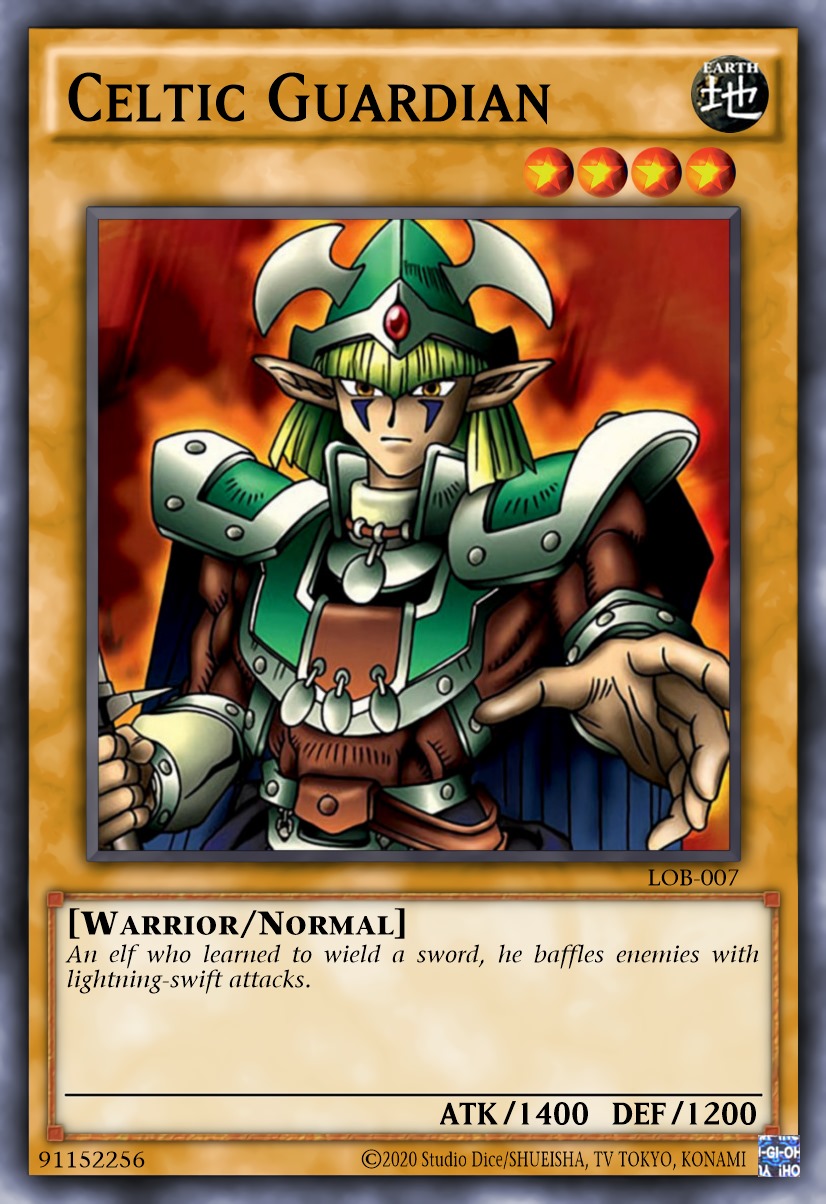 CELTIC GUARDIAN
EARTH
地
LOB-007
[WARRIOR/NORMAL]
An elf who learned to wield a sword, he baffles enemies with
lightning-swift attacks.
ATK/1400 DEF/1200
91152256 ©2020 Studio Dice/SHUEISHA, TV TOKYO, KONAMI